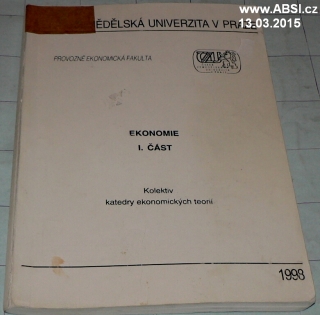 www.ABSI.cz
13.03.2015
ĚDĚLSKÁ UNIVERZITA V PRA
PROVOZNĚ EKONOMICKÁ FAKULTA
EKONOMIE
I. ČÁST
Kolektiv
katedry ekonomických teorií
1998